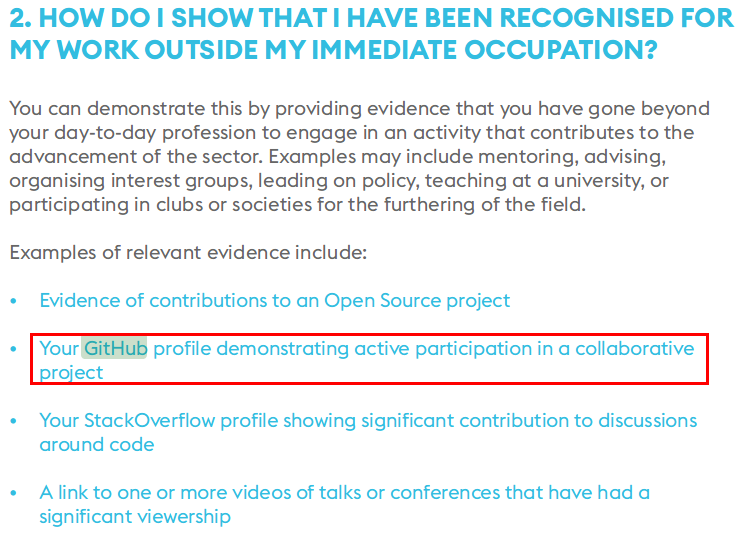 2. HOW DO I SHOW THAT I HAVE BEEN RECOGNISED FOR
MY WORK OUTSIDE MY IMMEDIATE OCCUPATION?
You can demonstrate this by providing evidence that you have gone beyond
your day-to-day profession to engage in an activity that contributes to the
advancement of the sector. Examples may include mentoring, advising,
organising interest groups, leading on policy, teaching at a university, or
participating in clubs or societies for the furthering of the field.
Examples of relevant evidence include:
• Evidence of contributions to an Open Source project
• Your GitHub profile demonstrating active participation in a collaborative
project
• Your StackOverflow profile showing significant contribution to discussions
around code
• A link to one or more videos of talks or conferences that have had a
significant viewership